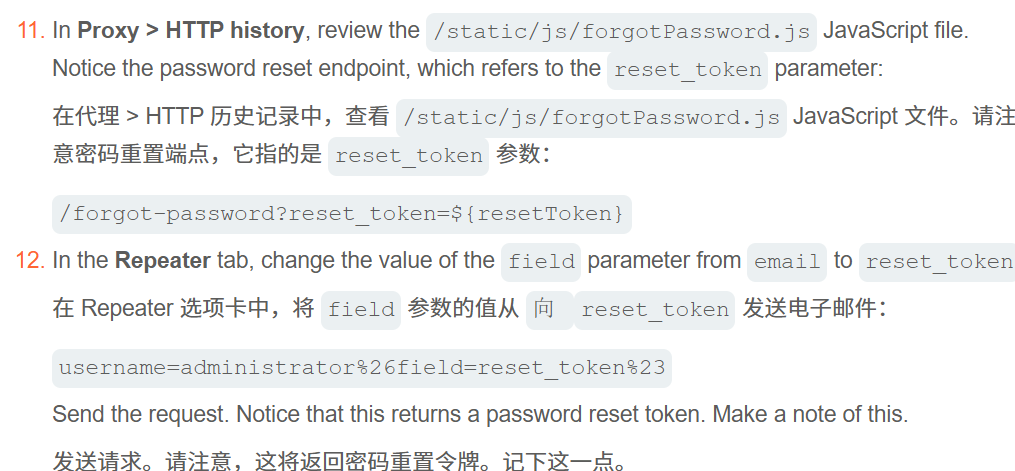 11. In Proxy > HTTP history, review the /static/js/forgotPassword.js JavaScript file.
Notice the password reset endpoint, which refers to the reset_token parameter:
在代理 > HTTP 历史记录中，查看 /static/js/forgotPassword.js JavaScript 文件。请注
意密码重置端点，它指的是 reset_token 参数：
/forgot-password?reset_token=${resetToken}
12. In the Repeater tab, change the value of the field parameter from email to reset_token
在 Repeater 选项卡中，将 field 参数的值从 向 reset_token 发送电子邮件：
username=administrator%26field=reset_token%23
Send the request. Notice that this returns a password reset token. Make a note of this.
发送请求。请注意，这将返回密码重置令牌。记下这一点。